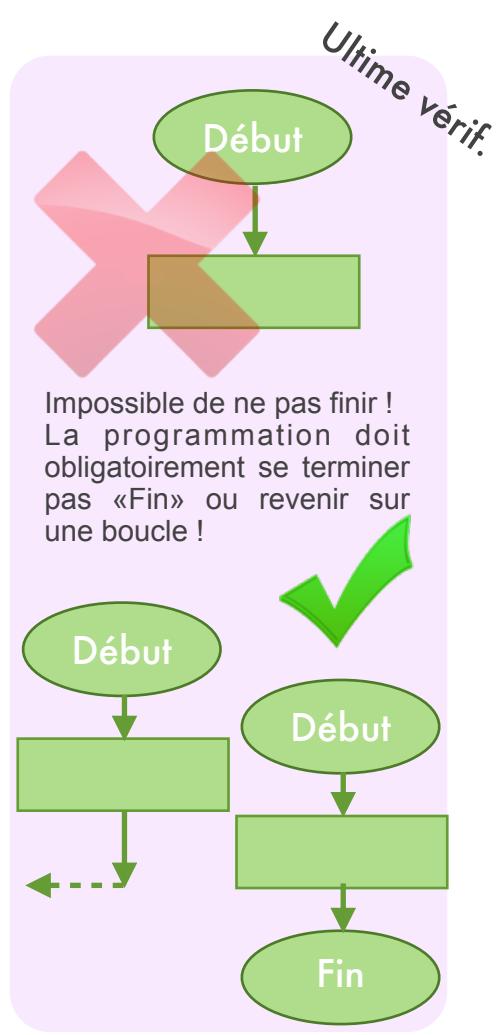 Ultime vérif.
Début
Impossible de ne pas finir !
La programmation doit
obligatoirement se terminer
pas «Fin» ou revenir sur
une boucle !
Début
Début
Fin